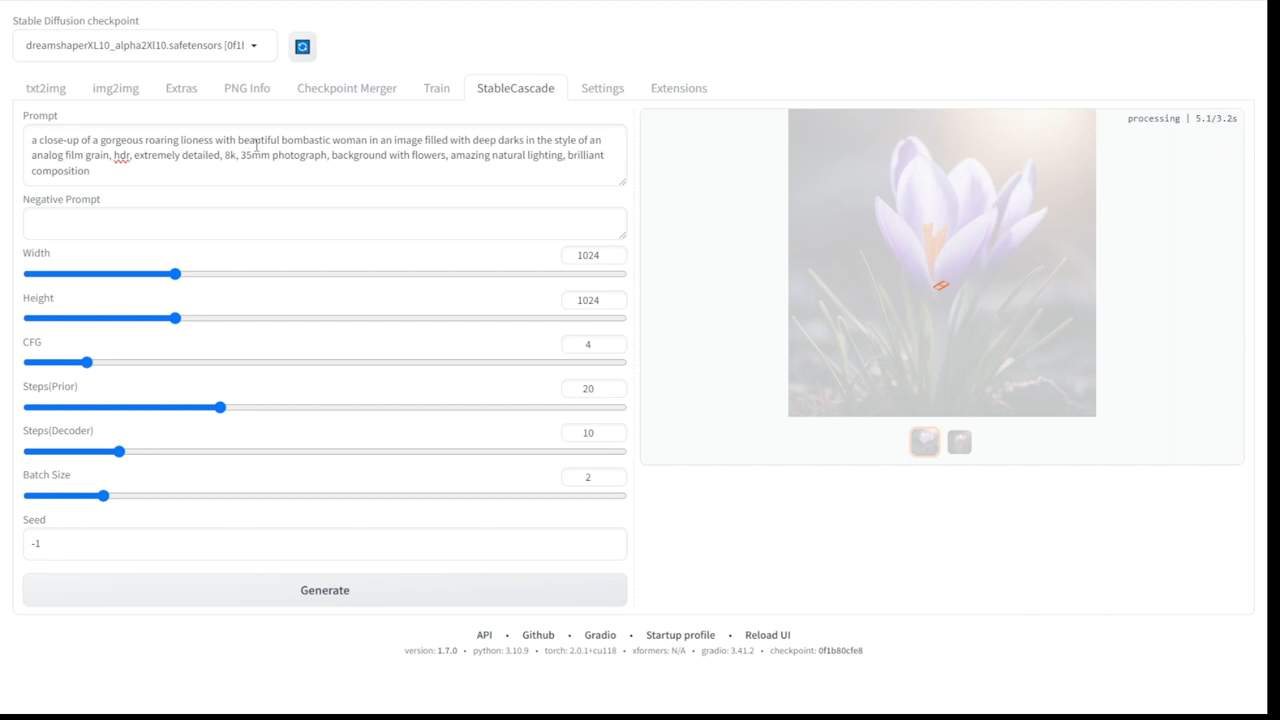 Stable Diffusion checkpoint
dreamshaperXL10_alpha2Xl10.safetensors [0f1l
txt2img img2img Extras PNG Info Checkpoint Merger Train StableCascade Settings Extensions
Prompt
a close-up of a gorgeous roaring lioness with beautiful bombastic woman in an image filled with deep darks in the style of an
analog film grain, hdr, extremely detailed, 8k, 35mm photograph, background with flowers, amazing natural lighting, brilliant
composition
processing | 5.1/3.2s
Negative Prompt
Width 1024
Height 1024
CFG 4
Steps(Prior) 20
Steps(Decoder) 10
Batch Size 2
Seed
-1
Generate
API • Github • Gradio • Startup profile • Reload UI
version: 1.7.0 • python: 3.10.9 • torch: 2.0.1+cu118 • xformers: N/A • gradio: 3.41.2 • checkpoint: 0f1b80cfe8